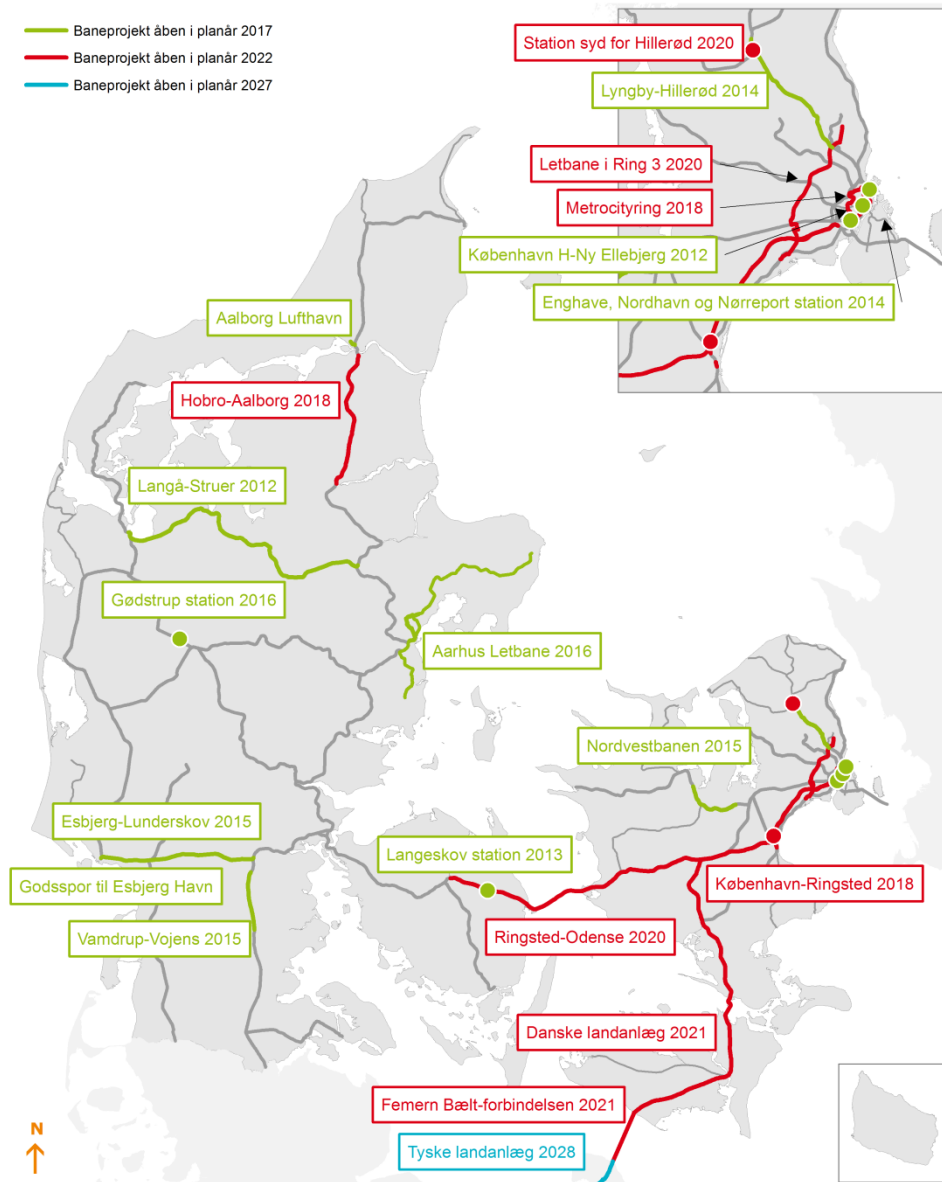 Baneprojekt åben i planår 2017
Baneprojekt åben i planår 2022
Baneprojekt åben i planår 2027
Station syd for Hillerød 2020
Lyngby-Hillerød 2014
Letbane i Ring 3 2020
Metrocityring 2018
København H-Ny Ellebjerg 2012
Enghave, Nordhavn og Nørreport station 2014
Aalborg Lufthavn
Hobro-Aalborg 2018
Langå-Struer 2012
Gødstrup station 2016
Aarhus Letbane 2016
Nordvestbanen 2015
Esbjerg-Lunderskov 2015
Langeskov station 2013
Godsspor til Esbjerg Havn
København-Ringsted 2018
Vamdrup-Vojens 2015
Ringsted-Odense 2020
Danske landanlæg 2021
Femern Bælt-forbindelsen 2021
Tyske landanlæg 2028
N